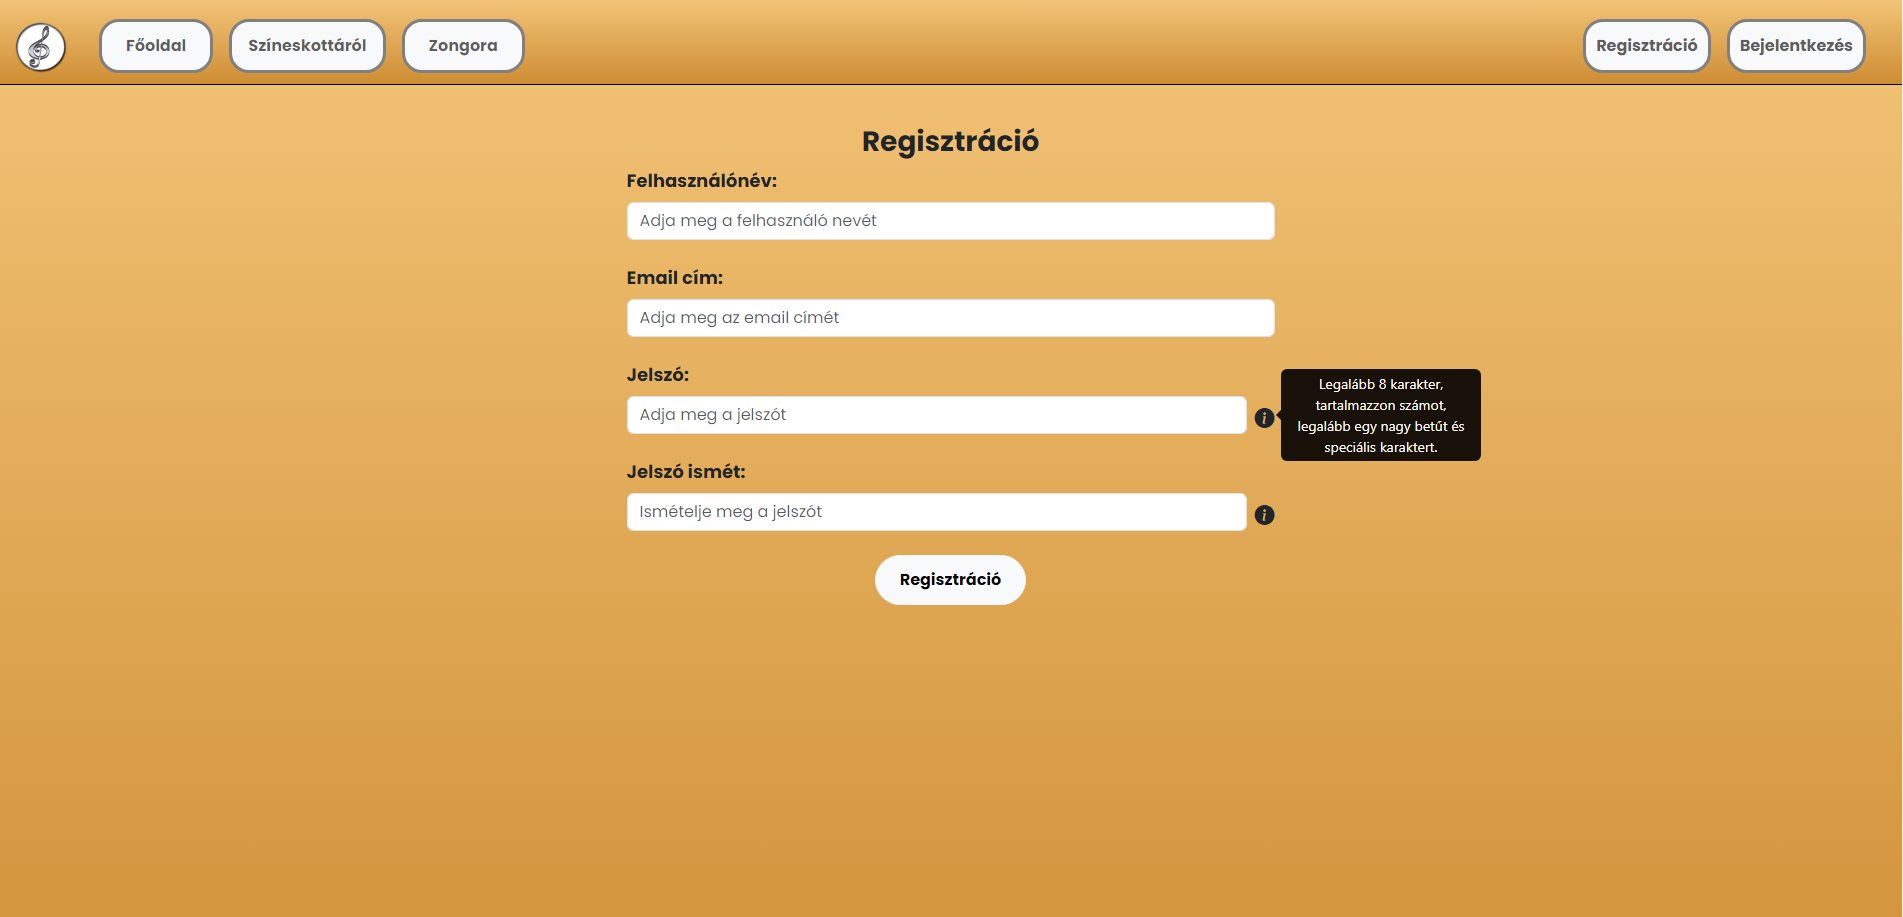 Főoldal
Színeskottáról
Zongora
Regisztráció
Bejelentkezés
Regisztráció
Felhasználónév:
Adja meg a felhasználó nevét
Email cím:
Adja meg az email címét
Jelszó:
Adja meg a jelszót
Legalább 8 karakter,
tartalmazzon számot,
legalább egy nagy betűt és
speciális karaktert.
Jelszó ismét:
Ismételje meg a jelszót
Regisztráció